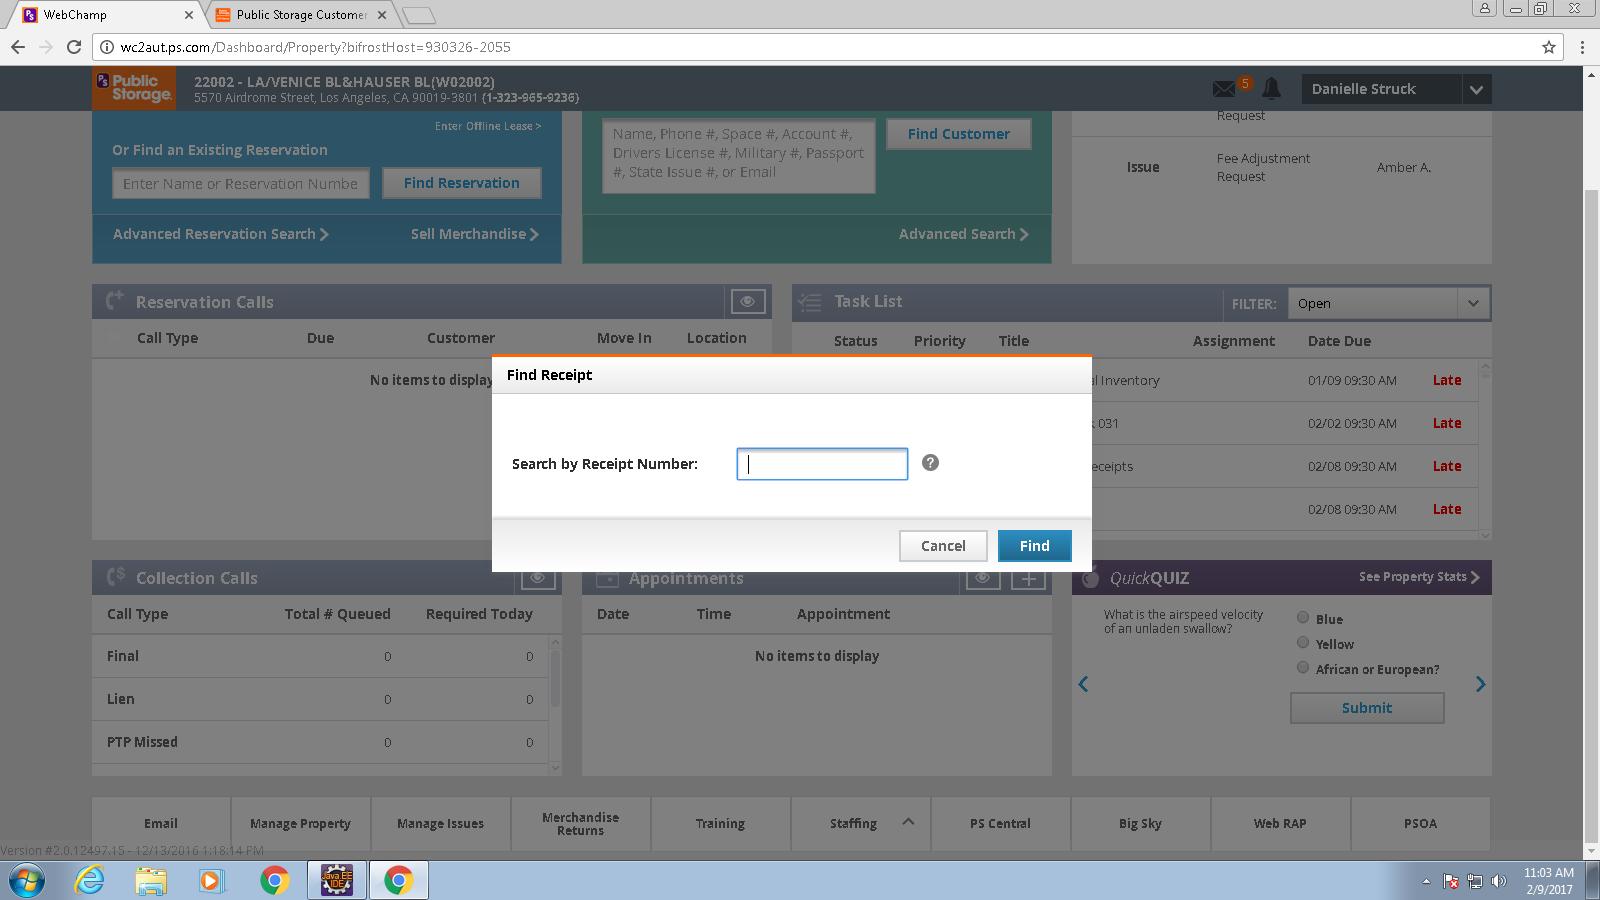 WebChamp
Public Storage Customer
wc2aut.ps.com/Dashboard/Property?bifrostHost=930326-2055
Ps Public Storage
22002 - LA/VENICE BL&HAUSER BL(W02002)
5570 Airdrome Street, Los Angeles, CA 90019-3801 (1-323-965-9236)
5
Danielle Struck
Enter Offline Lease >
Or Find an Existing Reservation
Enter Name or Reservation Numbe
Find Reservation
Advanced Reservation Search
Sell Merchandise
Name, Phone #, Space #, Account #,
Drivers License #, Military #, Passport
#, State Issue #, or Email
Find Customer
Advanced Search
Request
Issue
Fee Adjustment
Request
Amber A.
Reservation Calls
Call Type Due Customer Move In Location
No items to display
Task List
FILTER: Open
Status Priority Title Assignment Date Due
al Inventory 01/09 09:30 AM Late
031 02/02 09:30 AM Late
eceipts 02/08 09:30 AM Late
02/08 09:30 AM Late
Find Receipt
Search by Receipt Number:
?
Cancel
Find
Collection Calls
Call Type Total # Queued Required Today
Final 0 0
Lien 0 0
PTP Missed 0 0
Appointments
Date Time Appointment
No items to display
QuickQUIZ
See Property Stats
What is the airspeed velocity
of an unladen swallow?
Blue
Yellow
African or European?
Submit
Email
Manage Property
Manage Issues
Merchandise
Returns
Training
Staffing
PS Central
Big Sky
Web RAP
PSOA
Version #2.0.12497.15 - 12/13/2016 1:18:14 PM
Java EE
IDE
11:03 AM
2/9/2017